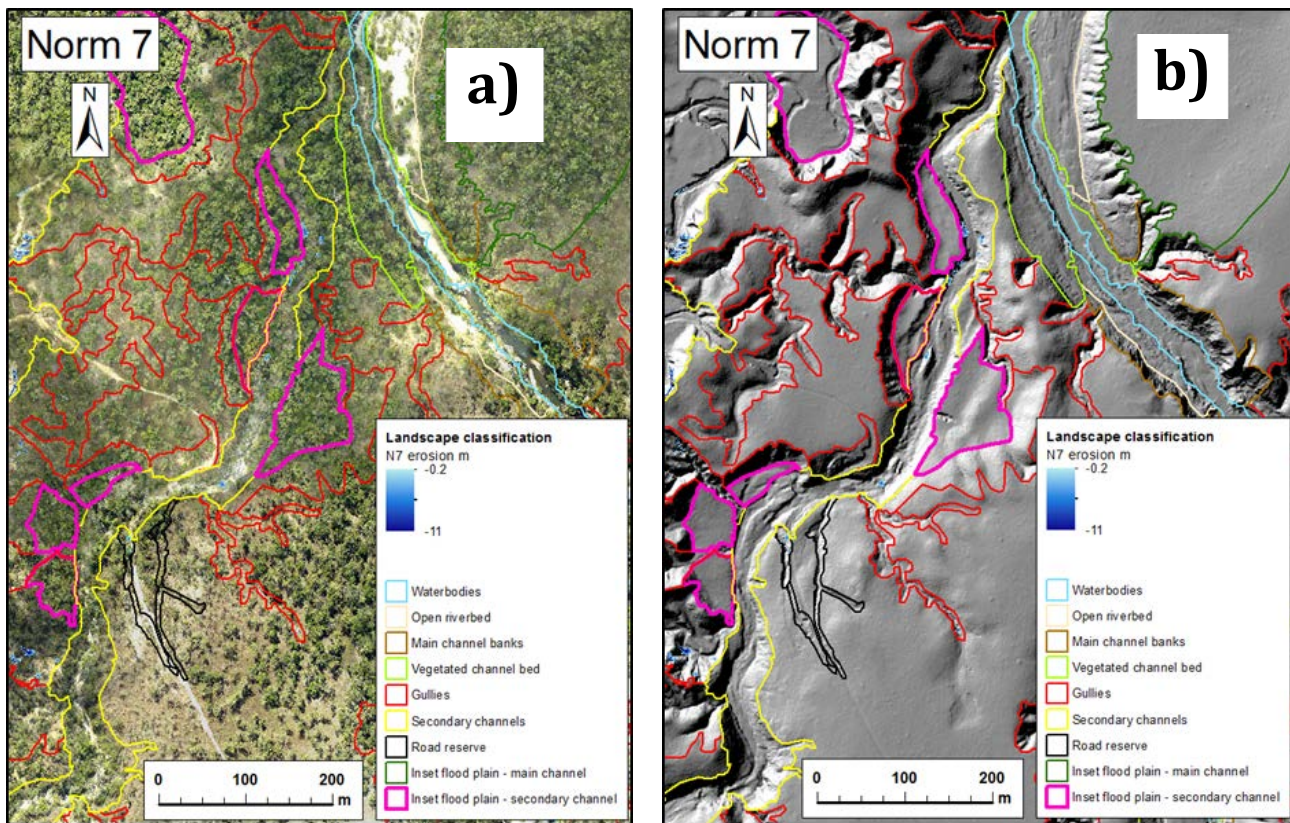 Norm 7
a)
N
Landscape classification
N7 erosion m
-0.2
-11
Waterbodies
Open riverbed
Main channel banks
Vegetated channel bed
Gullies
Secondary channels
Road reserve
Inset flood plain - main channel
Inset flood plain - secondary channel
0 100 200
m
Norm 7
b)
N
Landscape classification
N7 erosion m
-0.2
-11
Waterbodies
Open riverbed
Main channel banks
Vegetated channel bed
Gullies
Secondary channels
Road reserve
Inset flood plain - main channel
Inset flood plain - secondary channel
0 100 200
m